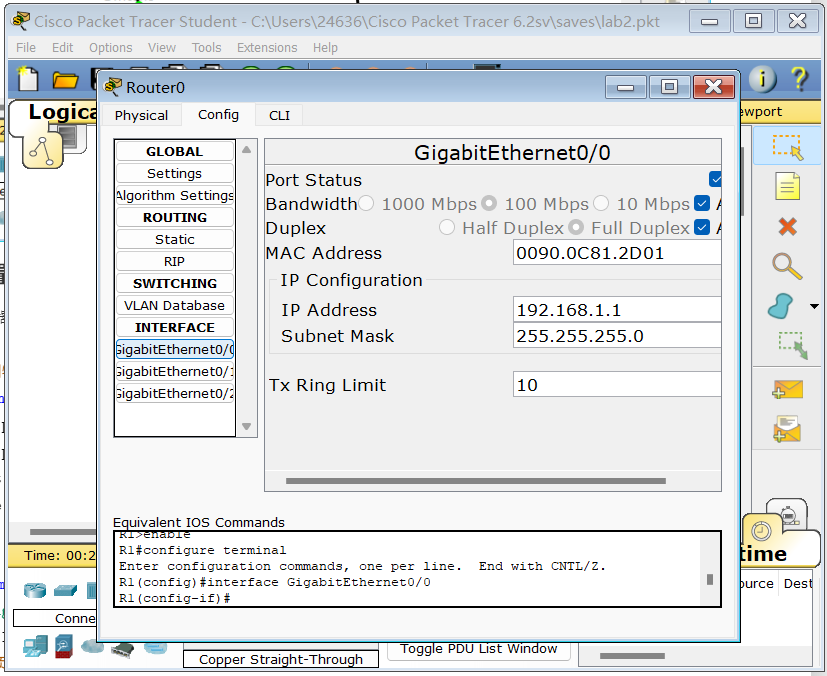 Cisco Packet Tracer Student - C:\Users\24636\Cisco Packet Tracer 6.2sv\saves\lab2.pkt
File Edit Options View Tools Extensions Help
Router0
Physical Config CLI
Logica
ewport
GLOBAL
Settings
Algorithm Settings
ROUTING
Static
RIP
SWITCHING
VLAN Database
INTERFACE
GigabitEthernet0/0
GigabitEthernet0/1
GigabitEthernet0/2
GigabitEthernet0/0
Port Status
Bandwidth 1000 Mbps 100 Mbps 10 Mbps A
Duplex Half Duplex Full Duplex A
MAC Address 0090.0C81.2D01
IP Configuration
IP Address 192.168.1.1
Subnet Mask 255.255.255.0
Tx Ring Limit 10
Equivalent IOS Commands
R1>enable
R1#configure terminal
Enter configuration commands, one per line. End with CNTL/Z.
R1(config)#interface GigabitEthernet0/0
R1(config-if)#
Time: 00:2
time
ource Dest
Conne
Copper Straight-Through
Toggle PDU List Window